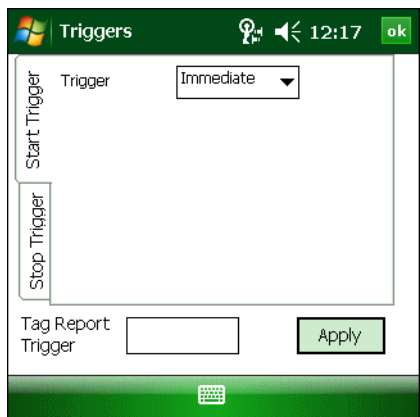 Triggers 12:17 ok
Start Trigger
Trigger Immediate
Stop Trigger
Tag Report
Trigger
Apply